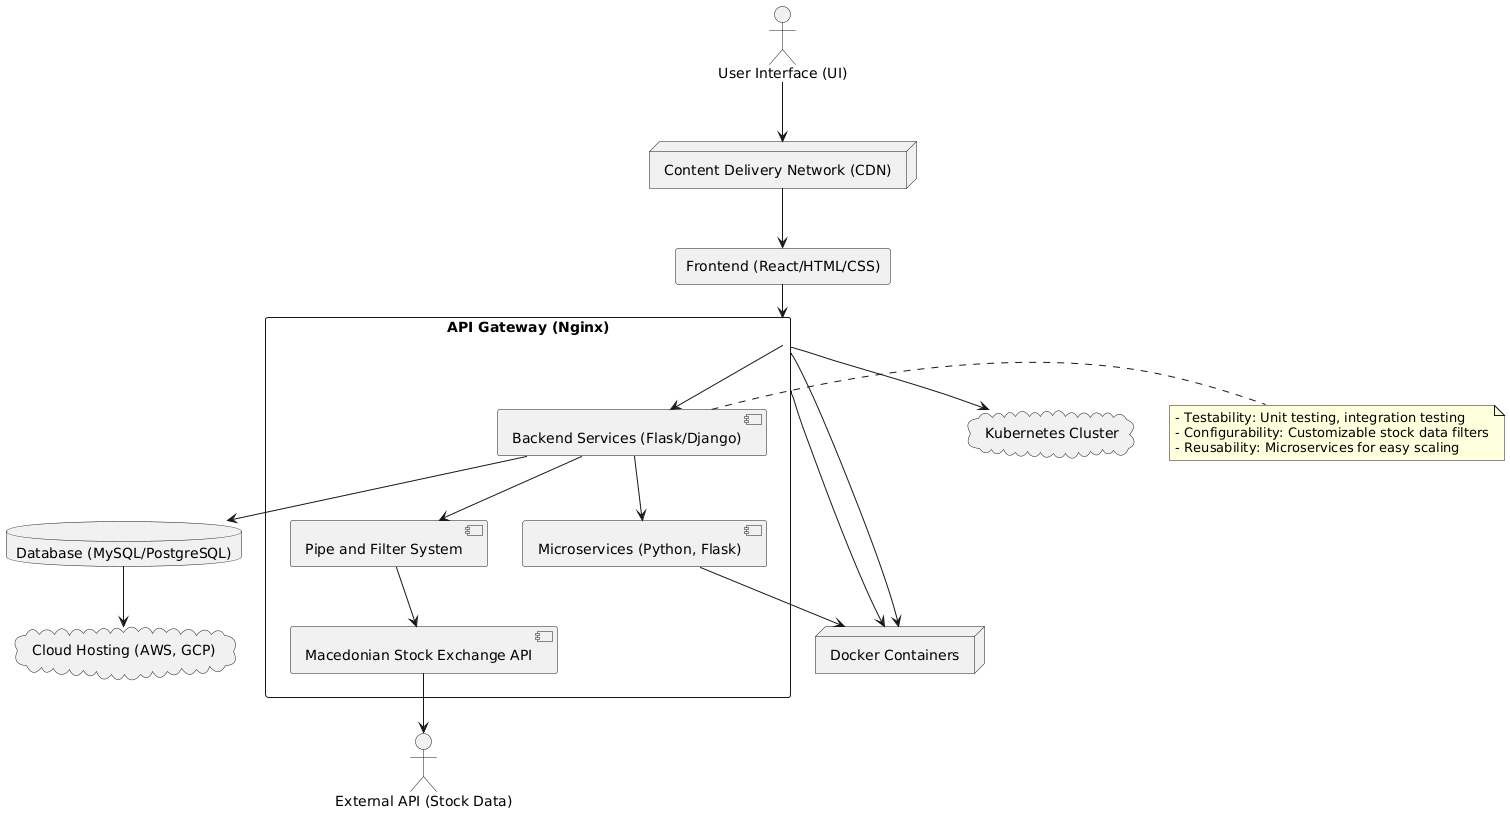 User Interface (UI)
Content Delivery Network (CDN)
Frontend (React/HTML/CSS)
API Gateway (Nginx)
Backend Services (Flask/Django)
Kubernetes Cluster
- Testability: Unit testing, integration testing
- Configurability: Customizable stock data filters
- Reusability: Microservices for easy scaling
Database (MySQL/PostgreSQL)
Pipe and Filter System
Microservices (Python, Flask)
Cloud Hosting (AWS, GCP)
Macedonian Stock Exchange API
Docker Containers
External API (Stock Data)